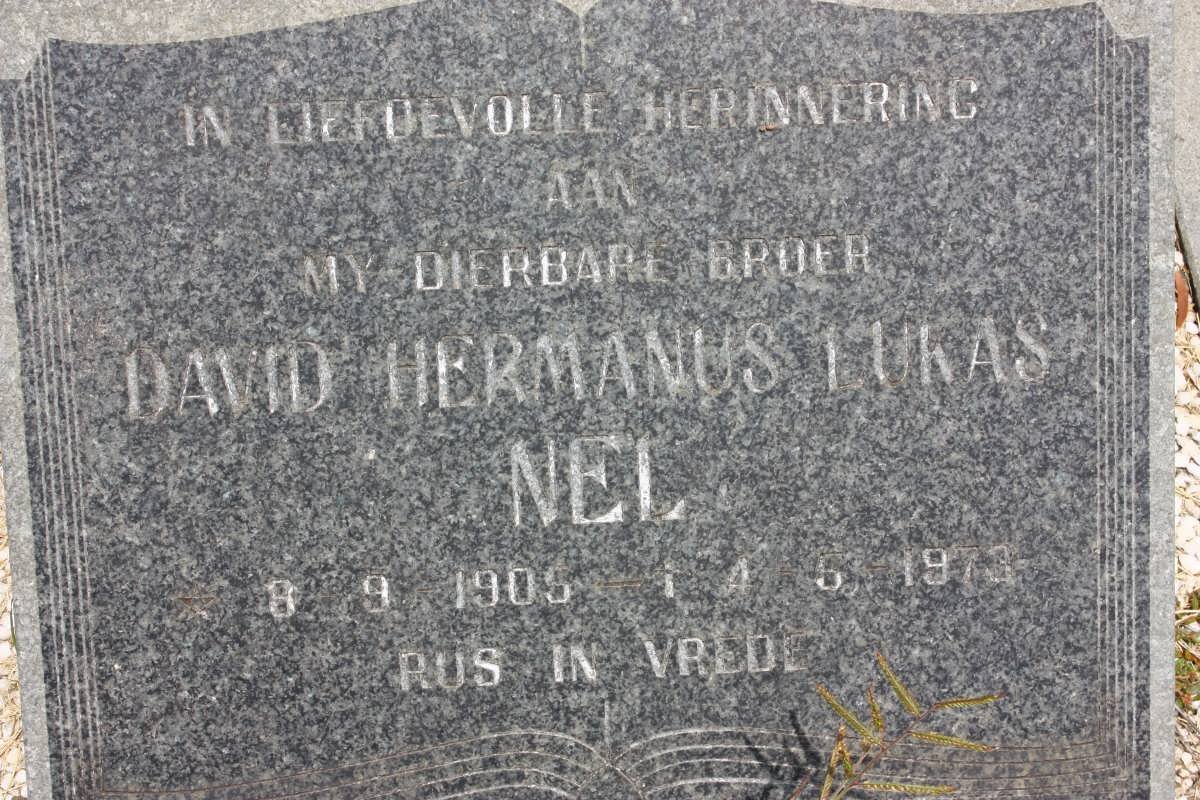 IN LIEFDEVOLLE HERINNERING
AAN
MY DIERBARE BROER
DAVID HERMANUS LUKAS
NEL
* 8 - 9 - 1905 — † 4 - 5 - 1973
RUS IN VREDE